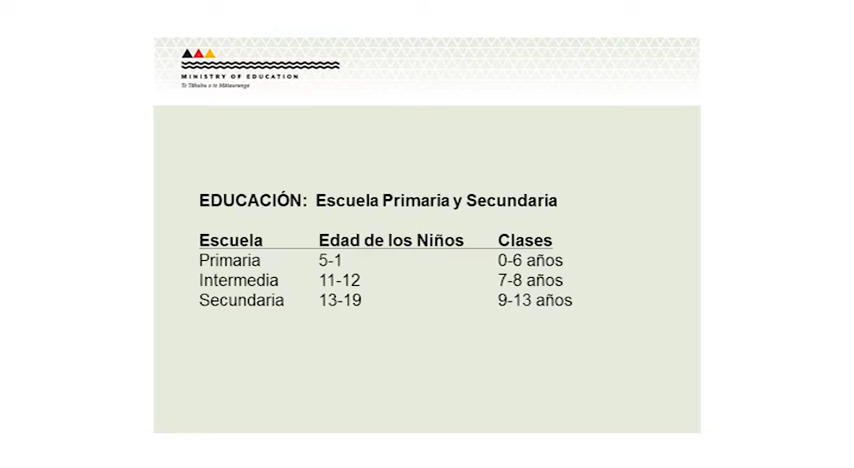 MINISTRY OF EDUCATION
Te Tāhuhu o te Mātauranga
EDUCACIÓN: Escuela Primaria y Secundaria
Escuela Edad de los Niños Clases
Primaria 5-1 0-6 años
Intermedia 11-12 7-8 años
Secundaria 13-19 9-13 años